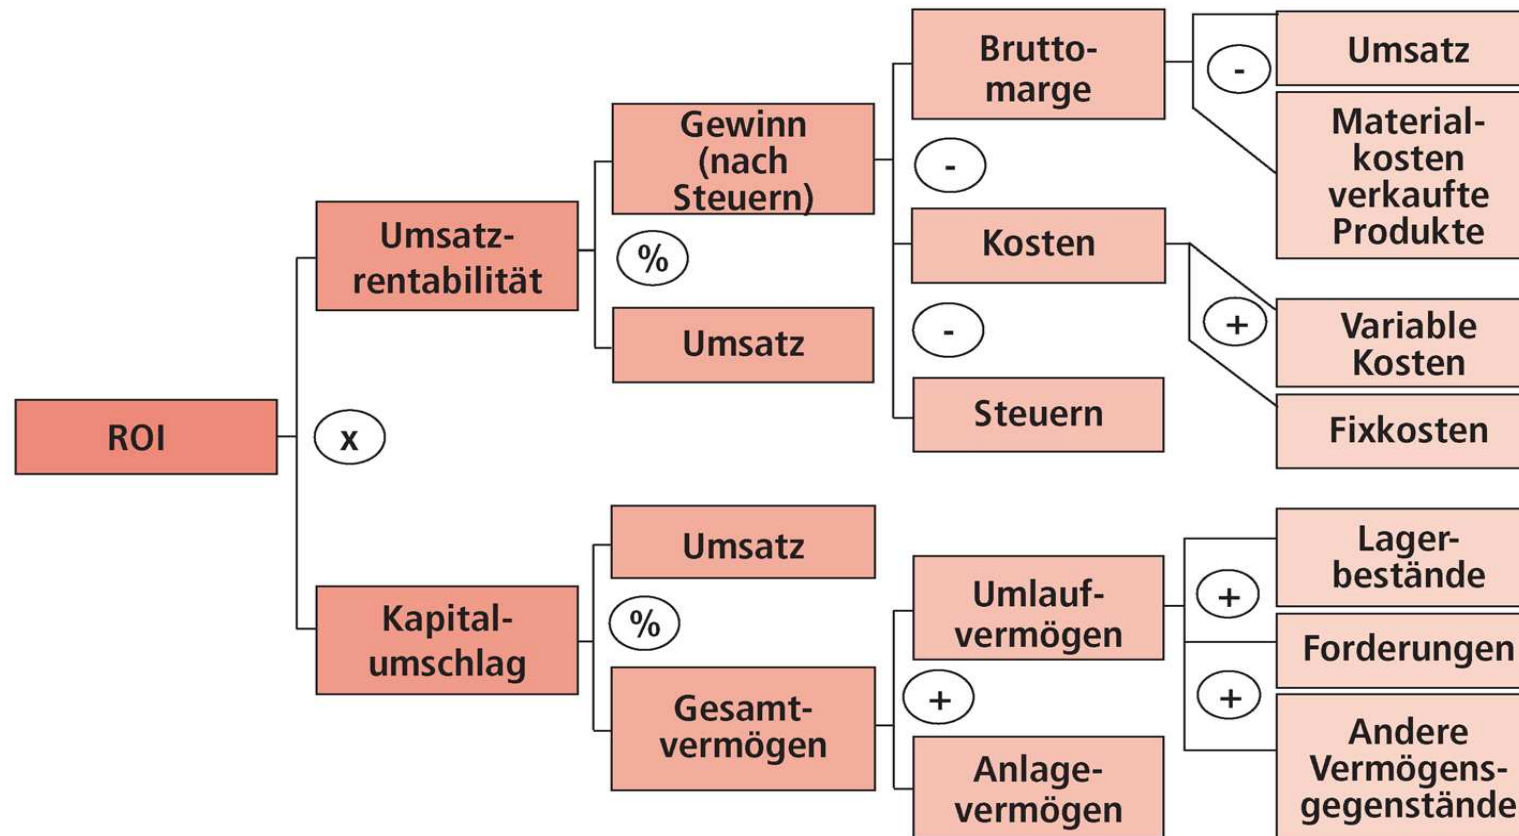 Brutto-
marge
-
Umsatz
Material-
kosten
verkaufte
Produkte
Gewinn
(nach
Steuern)
-
Umsatz-
rentabilität
%
Kosten
+
Variable
Kosten
Umsatz
-
Steuern
Fixkosten
ROI
x
Umsatz
Kapital-
umschlag
%
Gesamt-
vermögen
Umlauf-
vermögen
+
Anlage-
vermögen
+
Lager-
bestände
Forderungen
+
Andere
Vermögens-
gegenstände